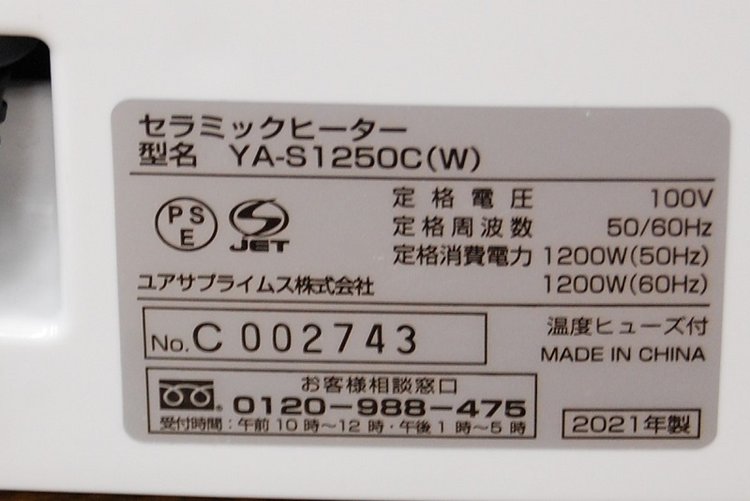 セラミックヒーター
型名 YA-S1250C(W)
PS
E
JET
定格電圧 100V
定格周波数 50/60Hz
定格消費電力 1200W(50Hz)
1200W(60Hz)
ユアサプライムス株式会社
No. C 002743
温度ヒューズ付
MADE IN CHINA
お客様相談窓口
0120-988-475
受付時間:午前10時〜12時・午後1時〜5時
2021年製